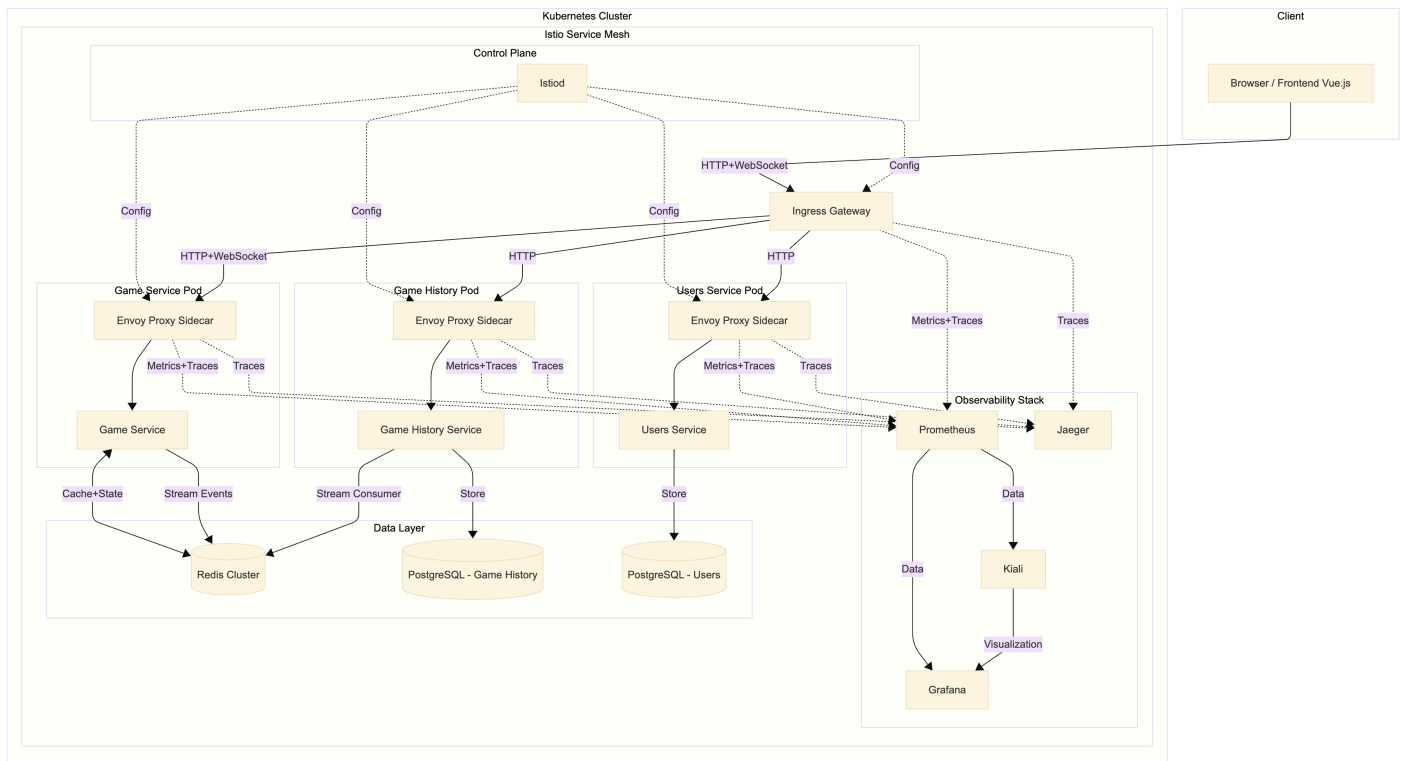 Kubernetes Cluster
Client
Istio Service Mesh
Control Plane
Istiod
Browser / Frontend Vue.js
HTTP+WebSocket
Config
Config
Config
Config
Ingress Gateway
HTTP+WebSocket
HTTP
HTTP
Game Service Pod
Game History Pod
Users Service Pod
Envoy Proxy Sidecar
Envoy Proxy Sidecar
Envoy Proxy Sidecar
Metrics+Traces
Traces
Metrics+Traces
Traces
Metrics+Traces
Traces
Metrics+Traces
Traces
Observability Stack
Game Service
Game History Service
Users Service
Prometheus
Jaeger
Cache+State
Stream Events
Stream Consumer
Store
Store
Data
Data Layer
Redis Cluster
PostgreSQL - Game History
PostgreSQL - Users
Data
Kiali
Visualization
Grafana